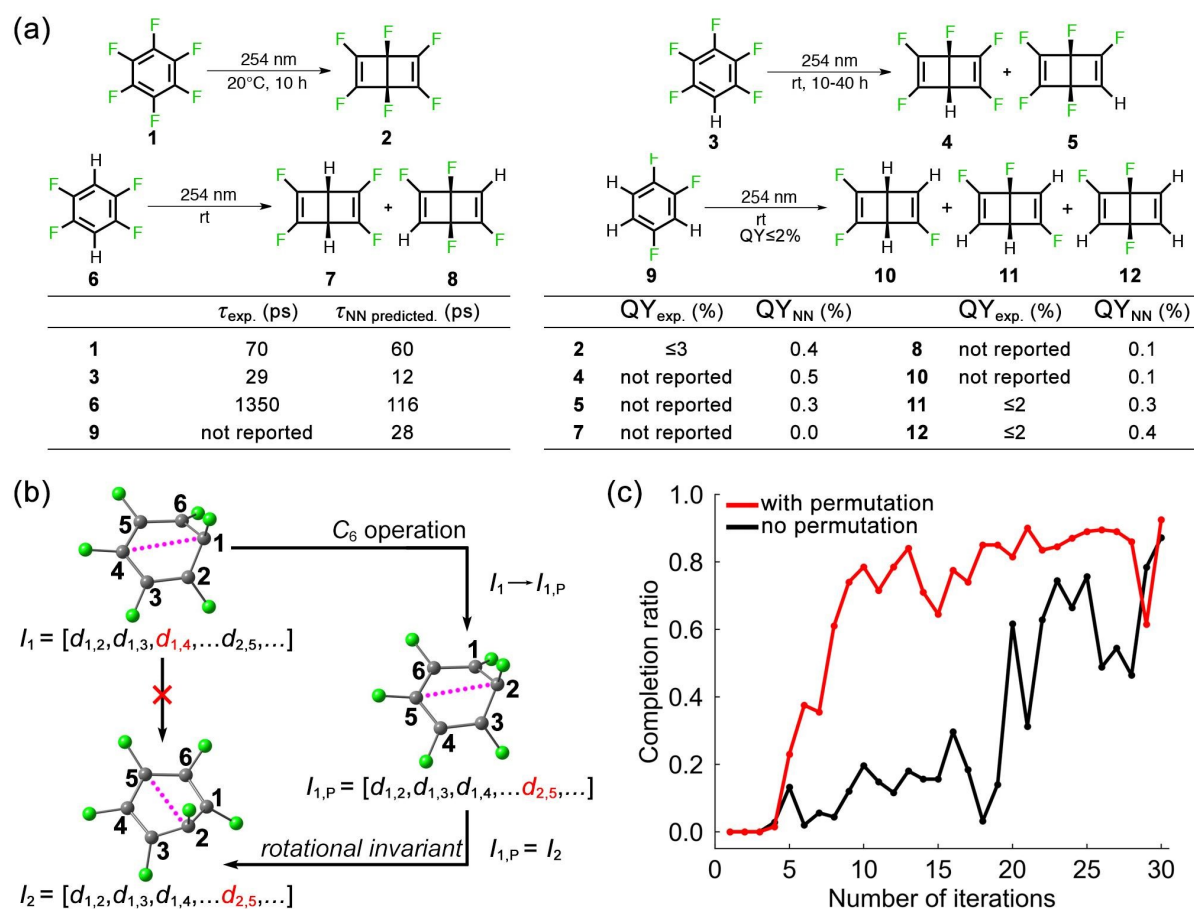 (a)
F F F F F F
1
254 nm
20°C, 10 h
F F F F F F
2
F F F F F H
3
254 nm
rt, 10-40 h
F F F F F H
4
+
F F F F F H
5
H F F F F H
6
254 nm
rt
H F F F F H
7
+
F F H H F F
8
F H F H F H
9
254 nm
rt
QY≤2%
H F H F F H
10
+
F F H H F H
11
+
F F H H F H
12
τexp. (ps) τNN predicted. (ps)
1 70 60
3 29 12
6 1350 116
9 not reported 28
QYexp. (%) QYNN (%) QYexp. (%) QYNN (%)
2 ≤3 0.4 8 not reported 0.1
4 not reported 0.5 10 not reported 0.1
5 not reported 0.3 11 ≤2 0.3
7 not reported 0.0 12 ≤2 0.4
(b)
1 2 3 4 5 6
I1 = [d1,2,d1,3,d1,4,...d2,5,...]
C6 operation
I1 → I1,P
1 2 3 4 5 6
I1,P = [d1,2,d1,3,d1,4,...d2,5,...]
rotational invariant
I1,P = I2
1 2 3 4 5 6
I2 = [d1,2,d1,3,d1,4,...d2,5,...]
(c)
with permutation
no permutation
Completion ratio
1.0
0.8
0.6
0.4
0.2
0.0
0 5 10 15 20 25 30
Number of iterations